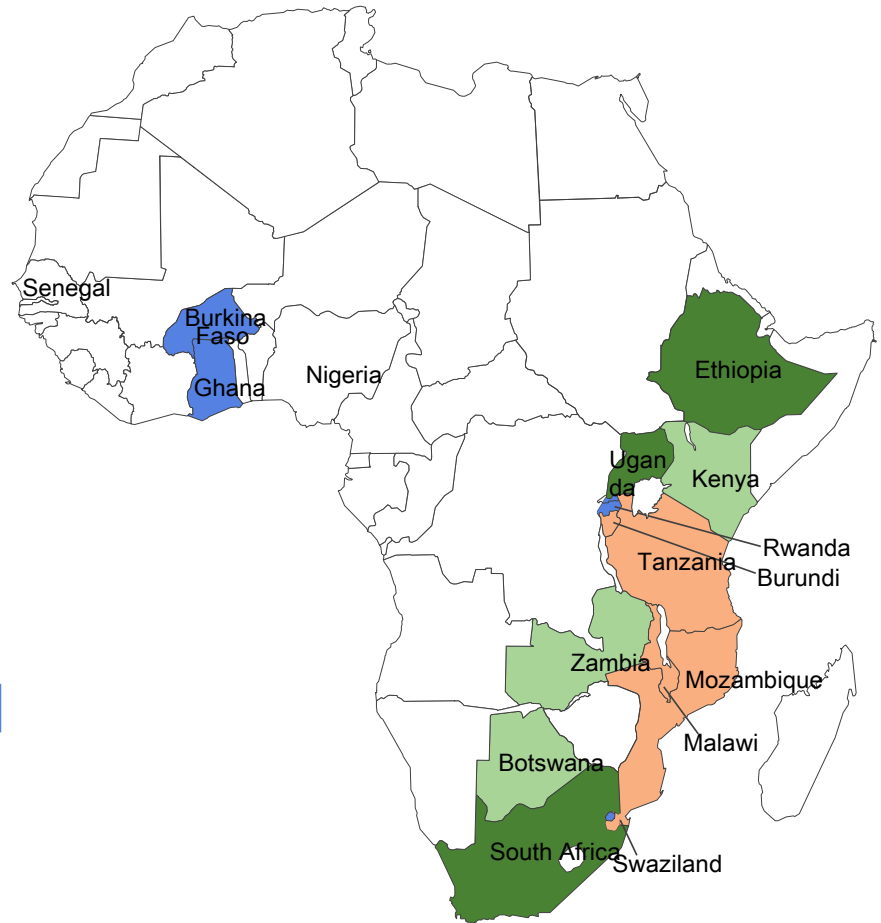 Senegal
Burkina
Faso
Ghana
Nigeria
Ethiopia
Ugan
da
Kenya
Rwanda
Tanzania
Burundi
Zambia
Mozambique
Malawi
Botswana
South Africa
Swaziland